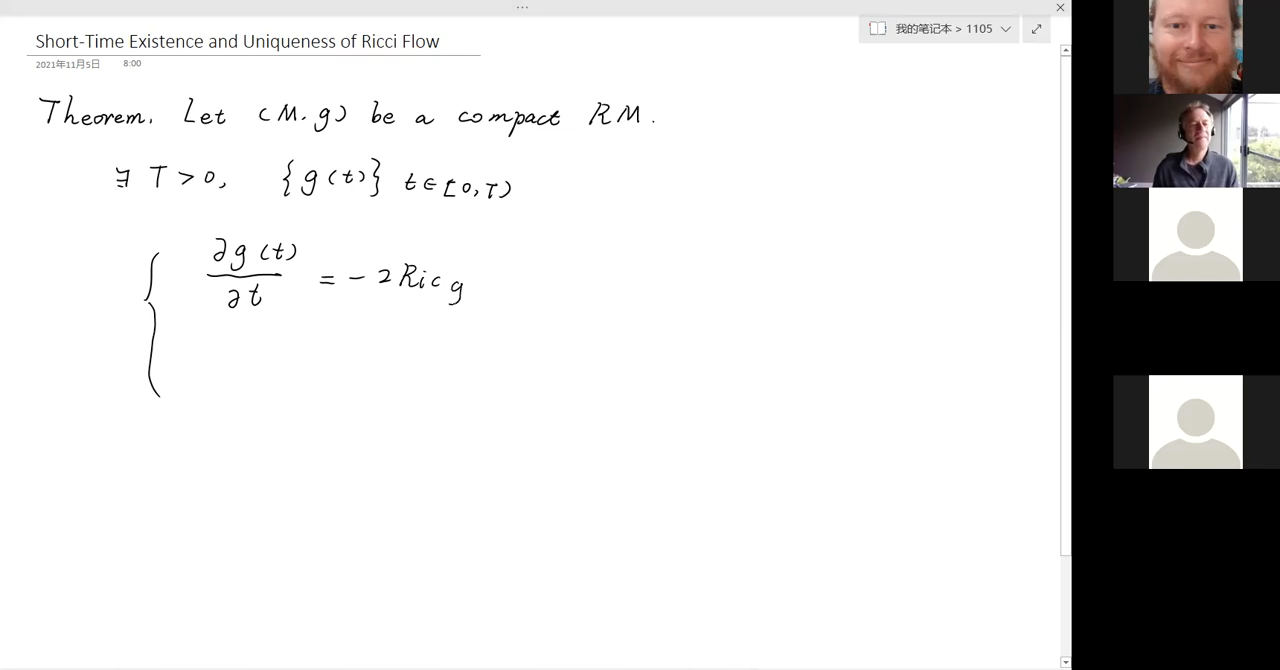 我的笔记本 > 1105
Short-Time Existence and Uniqueness of Ricci Flow
2021年11月5日 8:00
Theorem. Let (M, g) be a compact RM.
∃ T > 0, {g(t)} t ∈ [0, T)
∂g(t)
∂t
= -2 Ric g